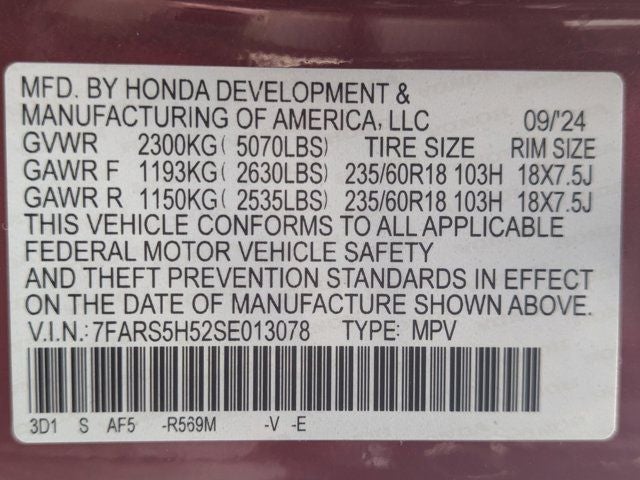 MFD. BY HONDA DEVELOPMENT &
MANUFACTURING OF AMERICA, LLC 09/'24
GVWR 2300KG( 5070LBS) TIRE SIZE RIM SIZE
GAWR F 1193KG( 2630LBS) 235/60R18 103H 18X7.5J
GAWR R 1150KG( 2535LBS) 235/60R18 103H 18X7.5J
THIS VEHICLE CONFORMS TO ALL APPLICABLE
FEDERAL MOTOR VEHICLE SAFETY
AND THEFT PREVENTION STANDARDS IN EFFECT
ON THE DATE OF MANUFACTURE SHOWN ABOVE.
V.I.N.: 7FARS5H52SE013078 TYPE: MPV
3D1 S AF5 -R569M -V -E